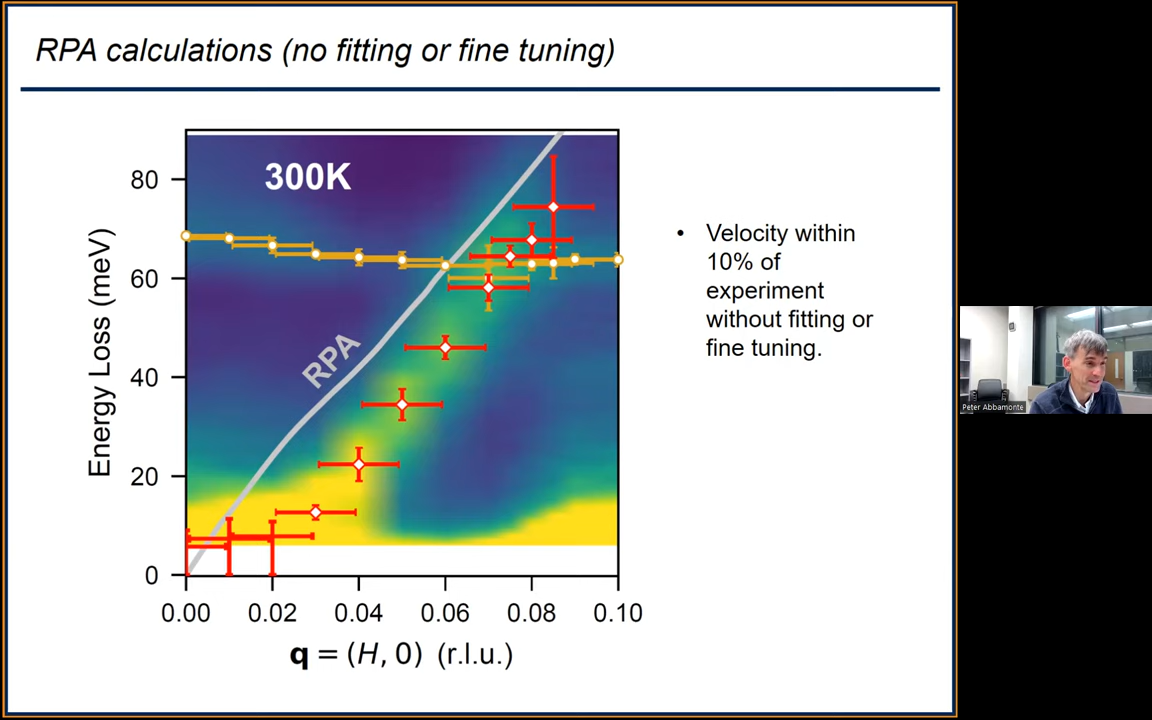 RPA calculations (no fitting or fine tuning)
300K
RPA
80
60
40
20
0
Energy Loss (meV)
0.00 0.02 0.04 0.06 0.08 0.10
q = (H, 0) (r.l.u.)
• Velocity within
10% of
experiment
without fitting or
fine tuning.
Peter Abbamonte